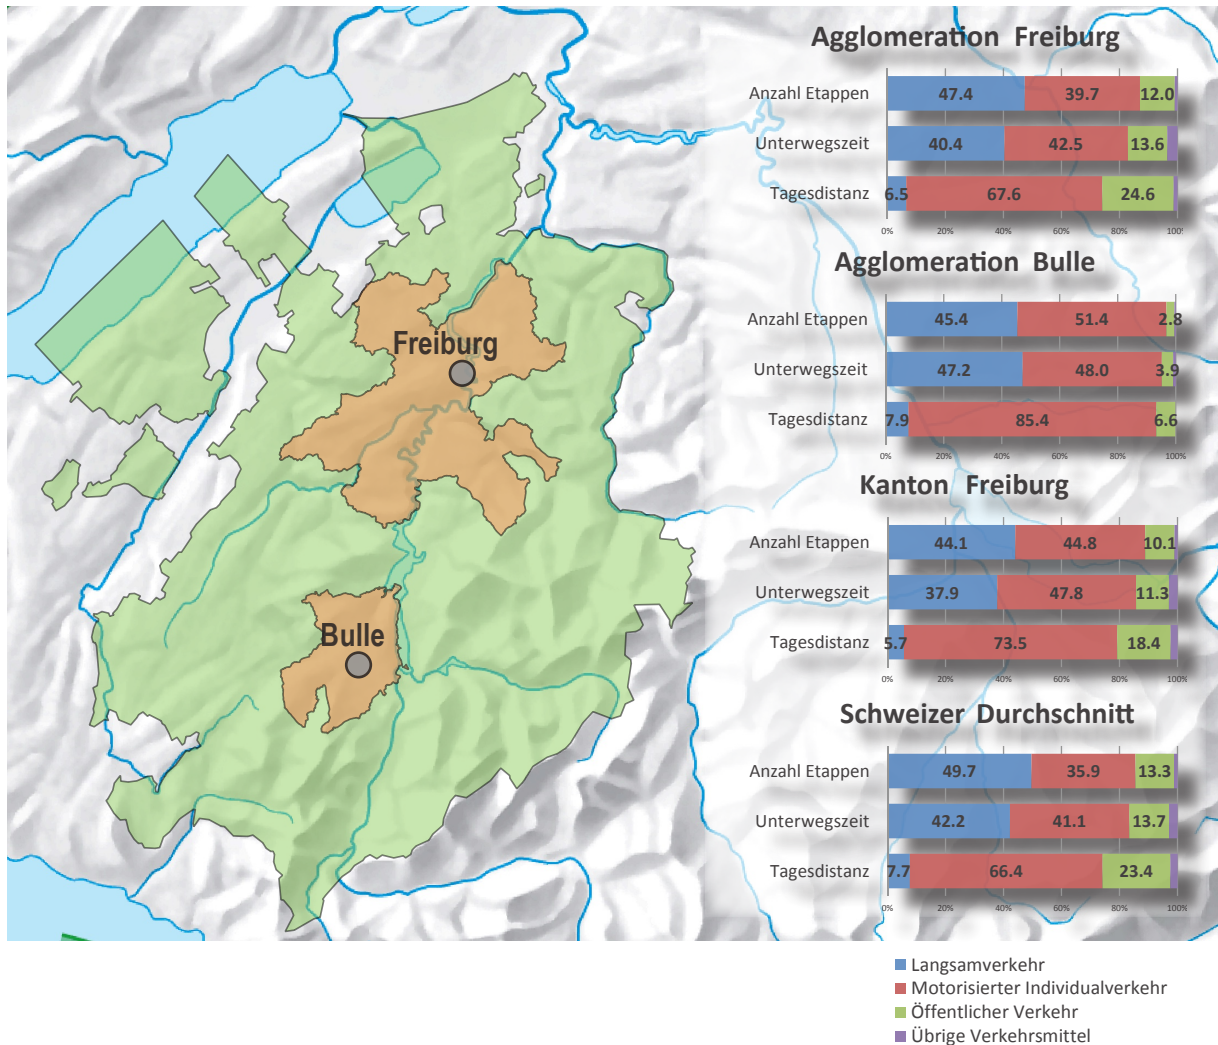 Agglomeration Freiburg
Anzahl Etappen 47.4 39.7 12.0
Unterwegszeit 40.4 42.5 13.6
Tagesdistanz 6.5 67.6 24.6
0% 20% 40% 60% 80% 100%
Agglomeration Bulle
Anzahl Etappen 45.4 51.4 2.8
Unterwegszeit 47.2 48.0 3.9
Tagesdistanz 7.9 85.4 6.6
0% 20% 40% 60% 80% 100%
Kanton Freiburg
Anzahl Etappen 44.1 44.8 10.1
Unterwegszeit 37.9 47.8 11.3
Tagesdistanz 5.7 73.5 18.4
0% 20% 40% 60% 80% 100%
Schweizer Durchschnitt
Anzahl Etappen 49.7 35.9 13.3
Unterwegszeit 42.2 41.1 13.7
Tagesdistanz 7.7 66.4 23.4
0% 20% 40% 60% 80% 100%
Freiburg
Bulle
Langsamverkehr
Motorisierter Individualverkehr
Öffentlicher Verkehr
Übrige Verkehrsmittel